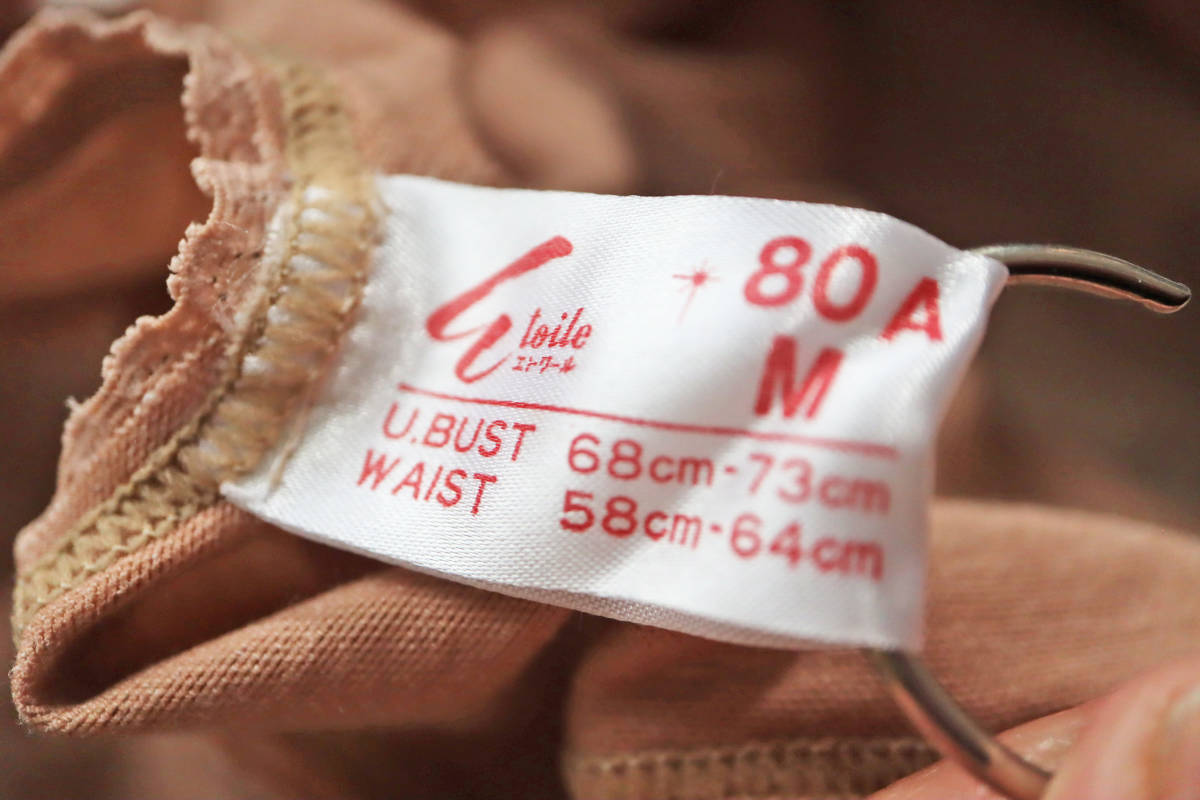 Etoile
エトワール
80A
M
U.BUST 68cm-73cm
WAIST 58cm-64cm